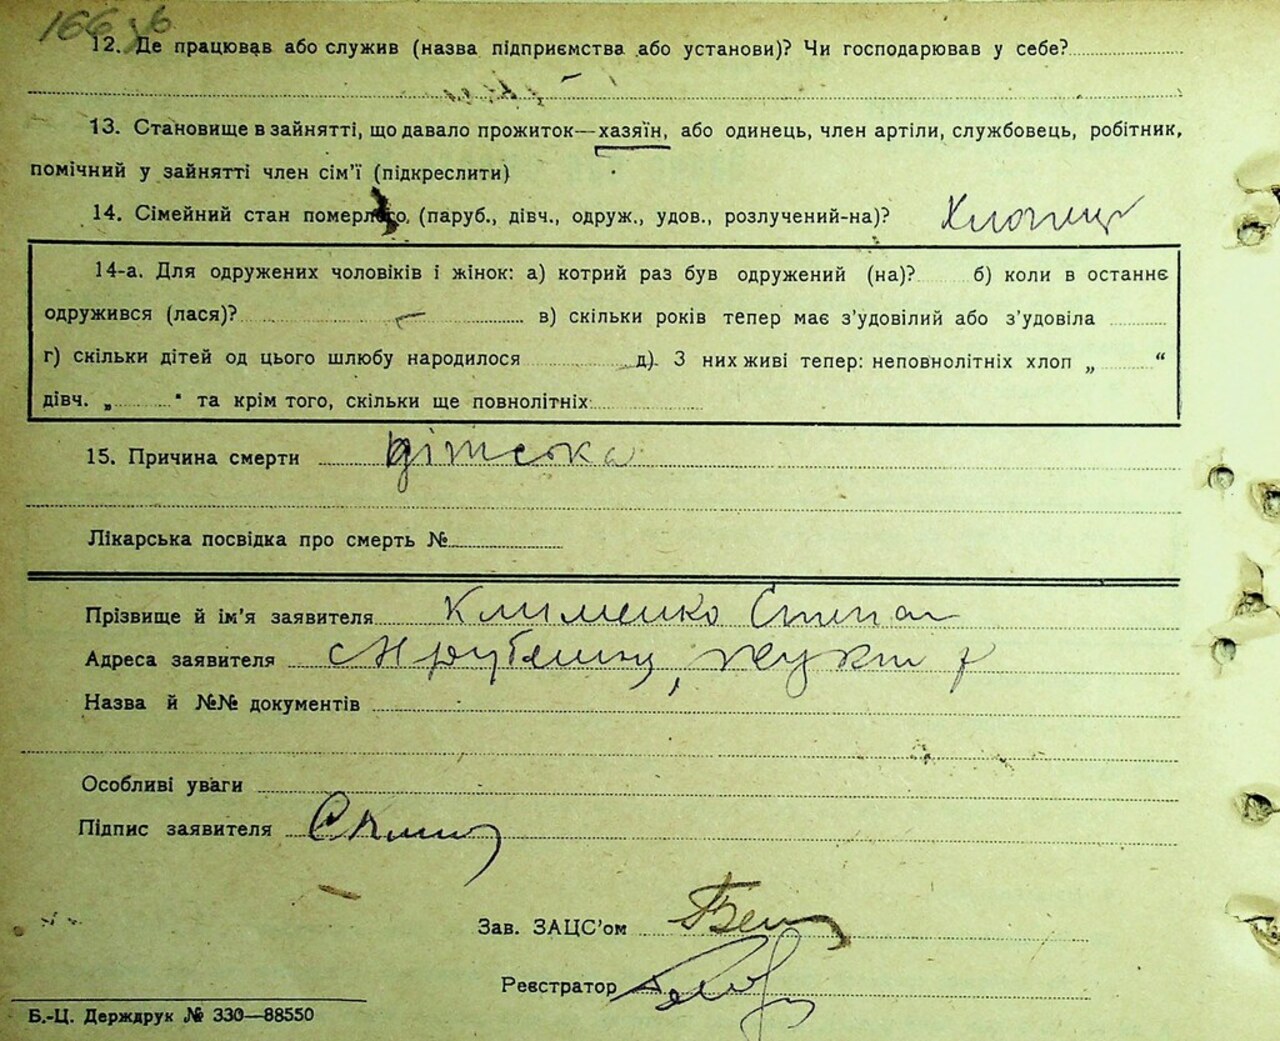 166 зб
12. Де працював або служив (назва підприємства або установи)? Чи господарював у себе?
13. Становище в зайнятті, що давало прожиток—хазяїн, або одинець, член артіли, службовець, робітник,
помічний у зайнятті член сім'ї (підкреслити)
14. Сімейний стан померлого, (паруб., дівч., одруж., удов., розлучений-на)? Хлопець
14-а. Для одружених чоловіків і жінок: а) котрий раз був одружений (на)? б) коли в останнє
одружився (лася)? — в) скільки років тепер має з'удовілий або з'удовіла
г) скільки дітей од цього шлюбу народилося д). З них живі тепер: неповнолітніх хлоп „ “
дівч. „ “ та крім того, скільки ще повнолітніх:
15. Причина смерти дітська
Лікарська посвідка про смерть №
Прізвище й ім'я заявителя Клименко Степан
Адреса заявителя
Назва й №№ документів
Особливі уваги
Підпис заявителя
Зав. ЗАЦС'ом
Реєстратор
Б.-Ц. Держдрук № 330—88550